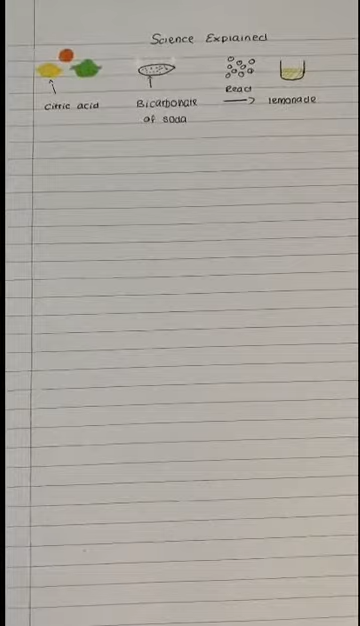 Science Explained
Citric acid
Bicarbonate
of soda
React
lemonade